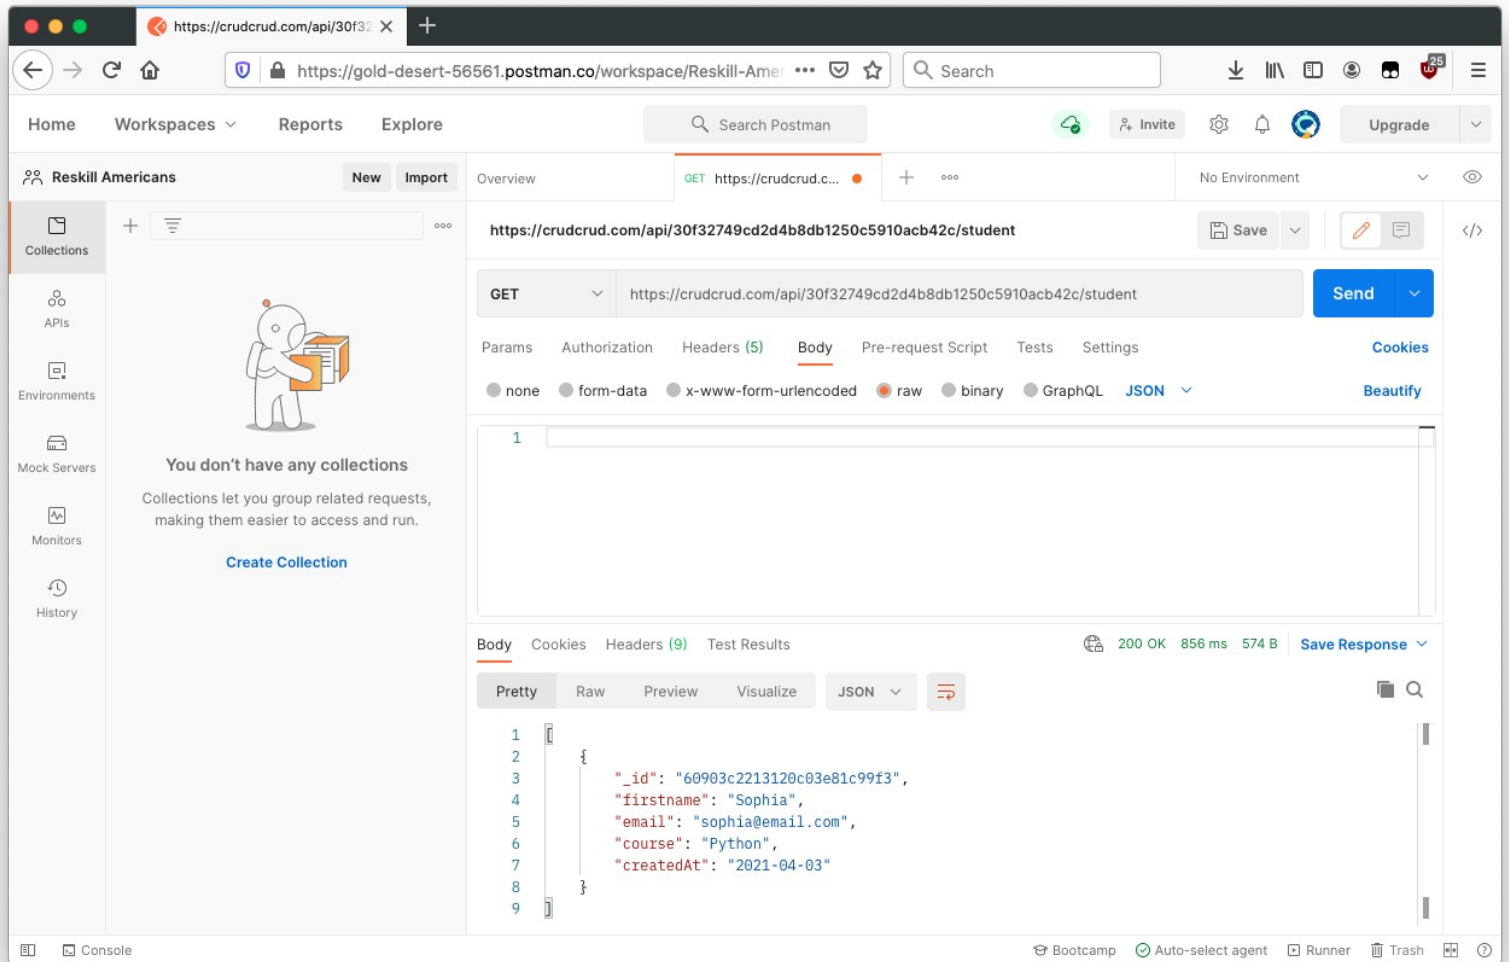 https://crudcrud.com/api/30f32
https://gold-desert-56561.postman.co/workspace/Reskill-Amer
Search
25
Home Workspaces Reports Explore
Search Postman
Invite
Upgrade
Reskill Americans New Import
Overview
GET https://crudcrud.c...
No Environment
Collections
APIs
Environments
Mock Servers
Monitors
History
You don't have any collections
Collections let you group related requests,
making them easier to access and run.
Create Collection
https://crudcrud.com/api/30f32749cd2d4b8db1250c5910acb42c/student
Save
GET https://crudcrud.com/api/30f32749cd2d4b8db1250c5910acb42c/student
Send
Params Authorization Headers (5) Body Pre-request Script Tests Settings Cookies
none form-data x-www-form-urlencoded raw binary GraphQL JSON Beautify
1
Body Cookies Headers (9) Test Results 200 OK 856 ms 574 B Save Response
Pretty Raw Preview Visualize JSON
1 [
2 {
3 "_id": "60903c2213120c03e81c99f3",
4 "firstname": "Sophia",
5 "email": "sophia@email.com",
6 "course": "Python",
7 "createdAt": "2021-04-03"
8 }
9 ]
Console
Bootcamp Auto-select agent Runner Trash